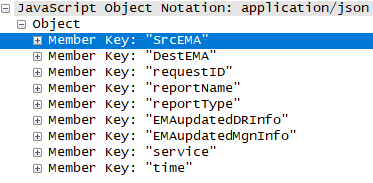 JavaScript Object Notation: application/json
Object
Member Key: "SrcEMA"
Member Key: "DestEMA"
Member Key: "requestID"
Member Key: "reportName"
Member Key: "reportType"
Member Key: "EMAupdatedDRInfo"
Member Key: "EMAupdatedMgnInfo"
Member Key: "service"
Member Key: "time"